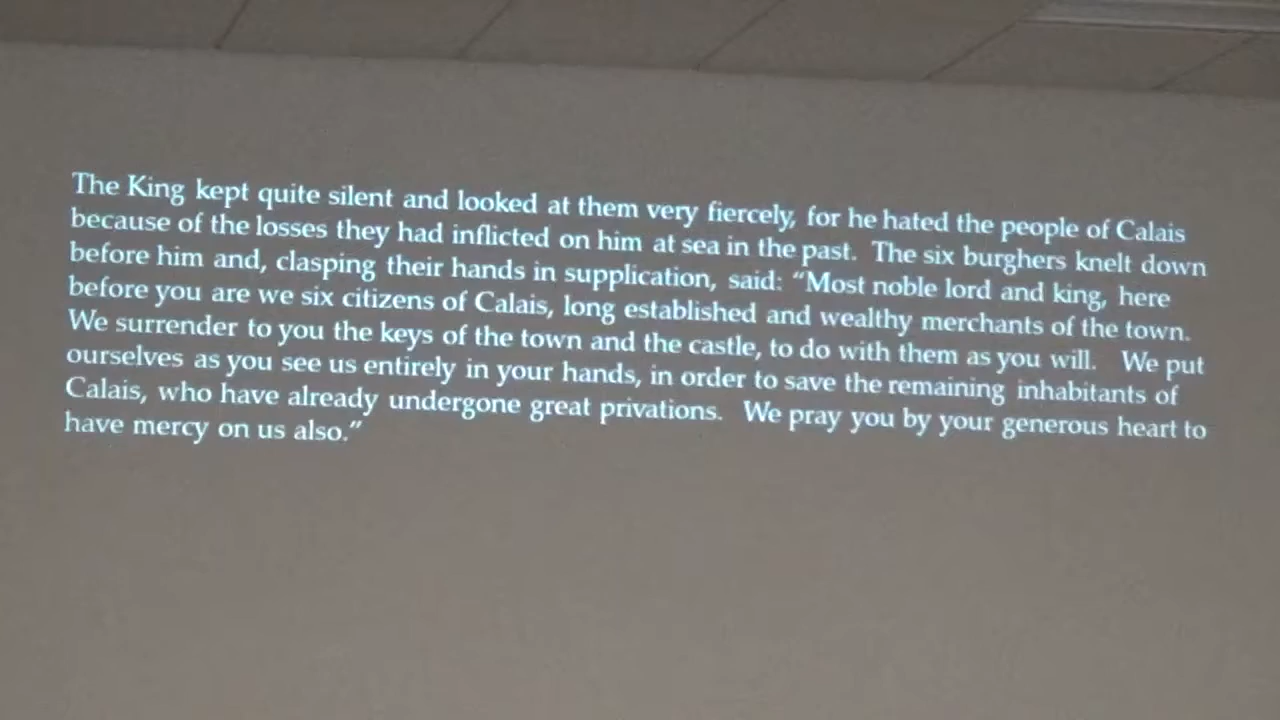 The King kept quite silent and looked at them very fiercely, for he hated the people of Calais
because of the losses they had inflicted on him at sea in the past. The six burghers knelt down
before him and, clasping their hands in supplication, said: “Most noble lord and king, here
before you are we six citizens of Calais, long established and wealthy merchants of the town.
We surrender to you the keys of the town and the castle, to do with them as you will. We put
ourselves as you see us entirely in your hands, in order to save the remaining inhabitants of
Calais, who have already undergone great privations. We pray you by your generous heart to
have mercy on us also.”